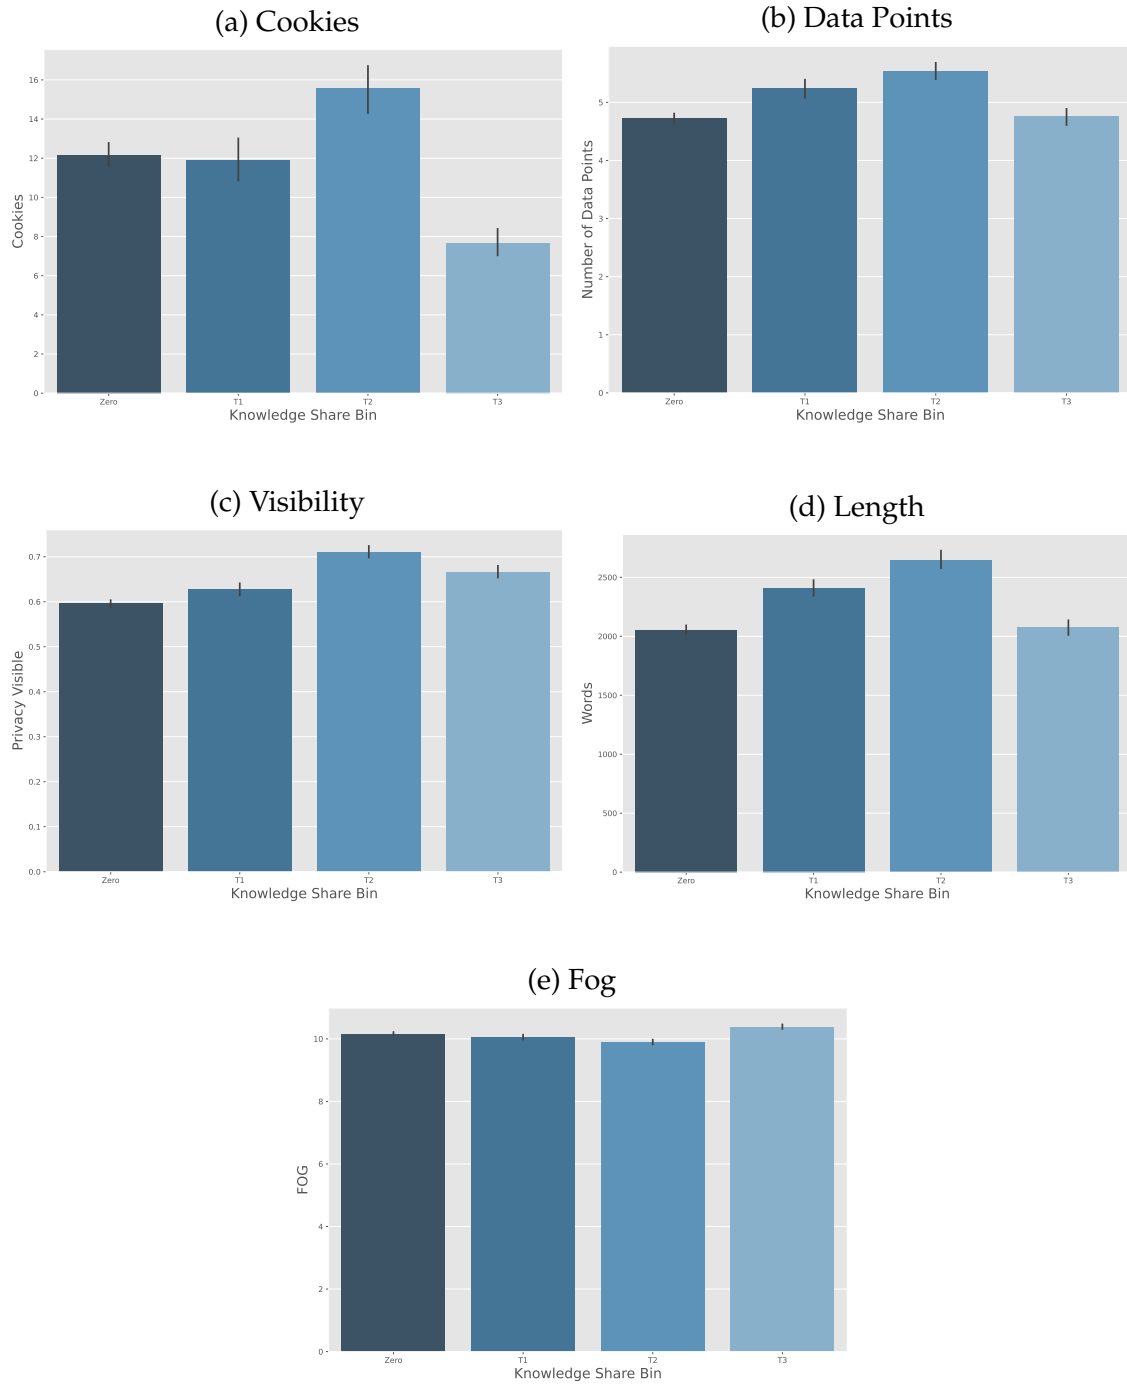 (a) Cookies
16
14
12
10
8
6
4
2
0
Cookies
Zero T1 T2 T3
Knowledge Share Bin
(b) Data Points
5
4
3
2
1
0
Number of Data Points
Zero T1 T2 T3
Knowledge Share Bin
(c) Visibility
0.7
0.6
0.5
0.4
0.3
0.2
0.1
0.0
Privacy Visible
Zero T1 T2 T3
Knowledge Share Bin
(d) Length
2500
2000
1500
1000
500
0
Words
Zero T1 T2 T3
Knowledge Share Bin
(e) Fog
10
8
6
4
2
0
FOG
Zero T1 T2 T3
Knowledge Share Bin